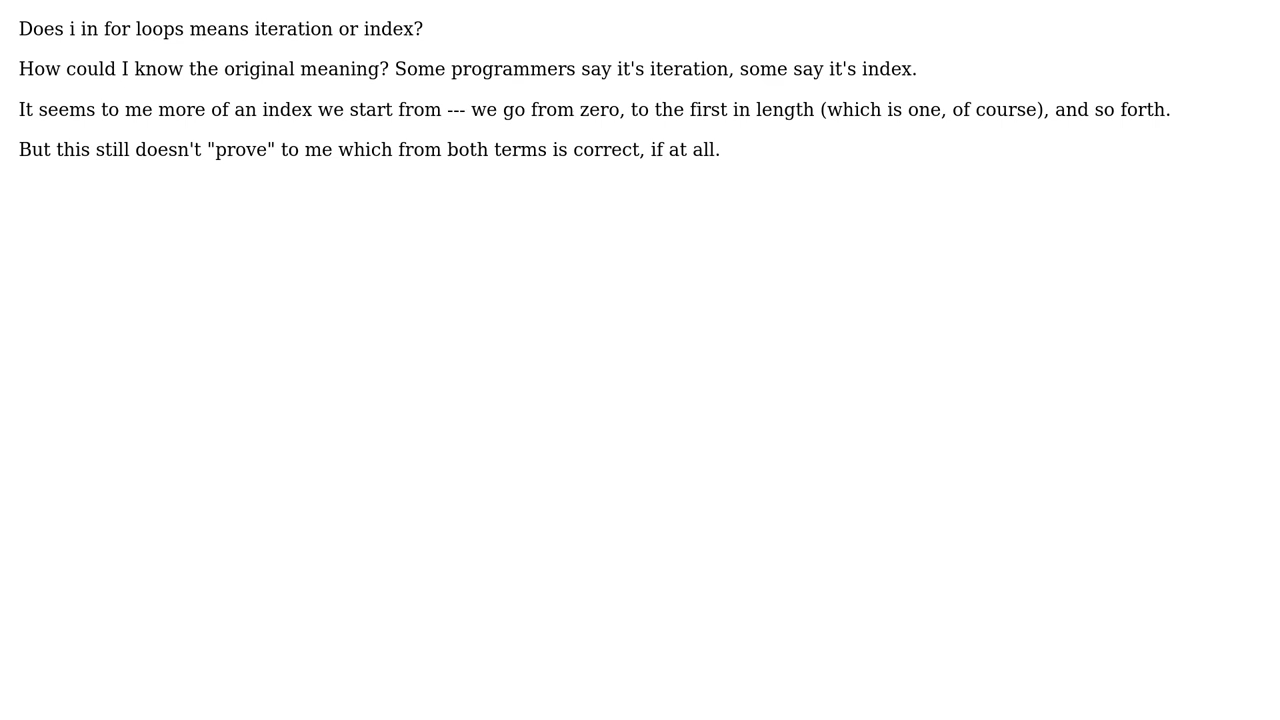 Does i in for loops means iteration or index?
How could I know the original meaning? Some programmers say it's iteration, some say it's index.
It seems to me more of an index we start from --- we go from zero, to the first in length (which is one, of course), and so forth.
But this still doesn't "prove" to me which from both terms is correct, if at all.